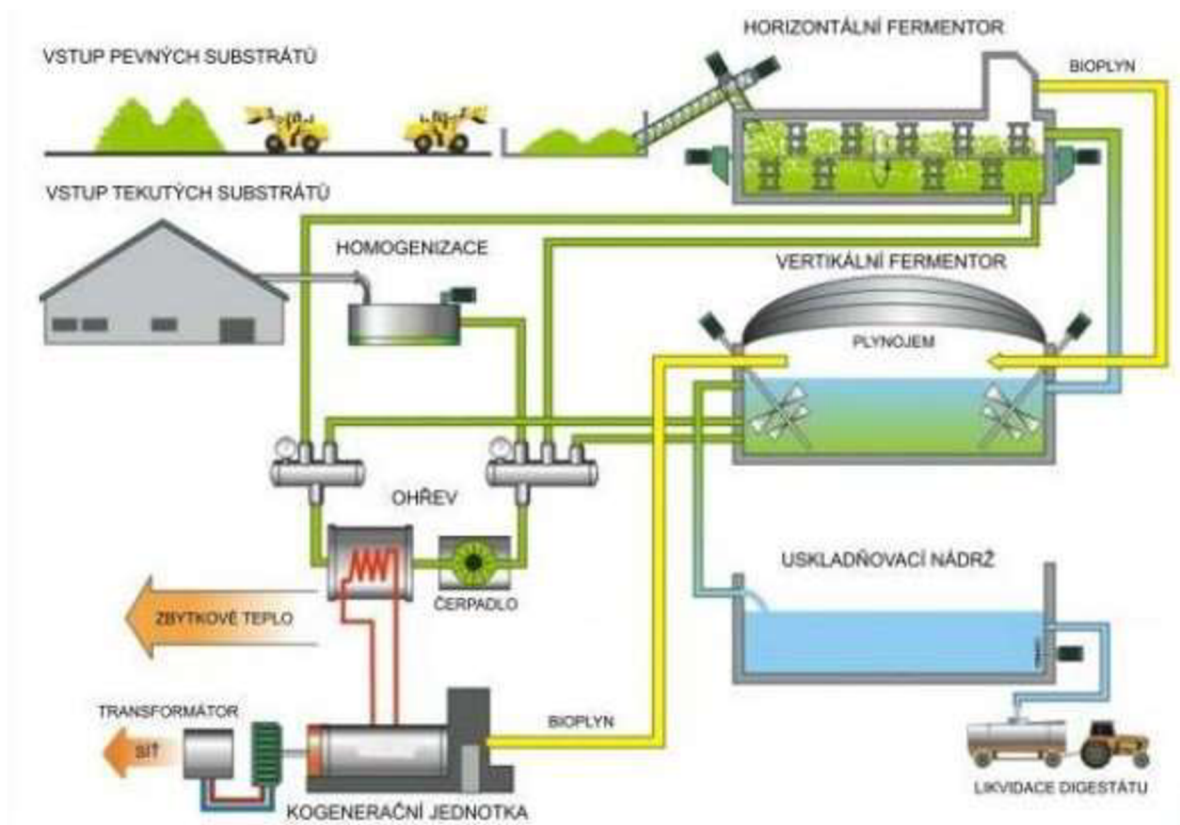 HORIZONTÁLNÍ FERMENTOR
VSTUP PEVNÝCH SUBSTRÁTŮ
BIOPLYN
VSTUP TEKUTÝCH SUBSTRÁTŮ
HOMOGENIZACE
VERTIKÁLNÍ FERMENTOR
PLYNOJEM
OHŘEV
USKLADŇOVACÍ NÁDRŽ
ČERPADLO
ZBYTKOVÉ TEPLO
TRANSFORMÁTOR
BIOPLYN
SÍŤ
LIKVIDACE DIGESTÁTU
KOGENERAČNÍ JEDNOTKA